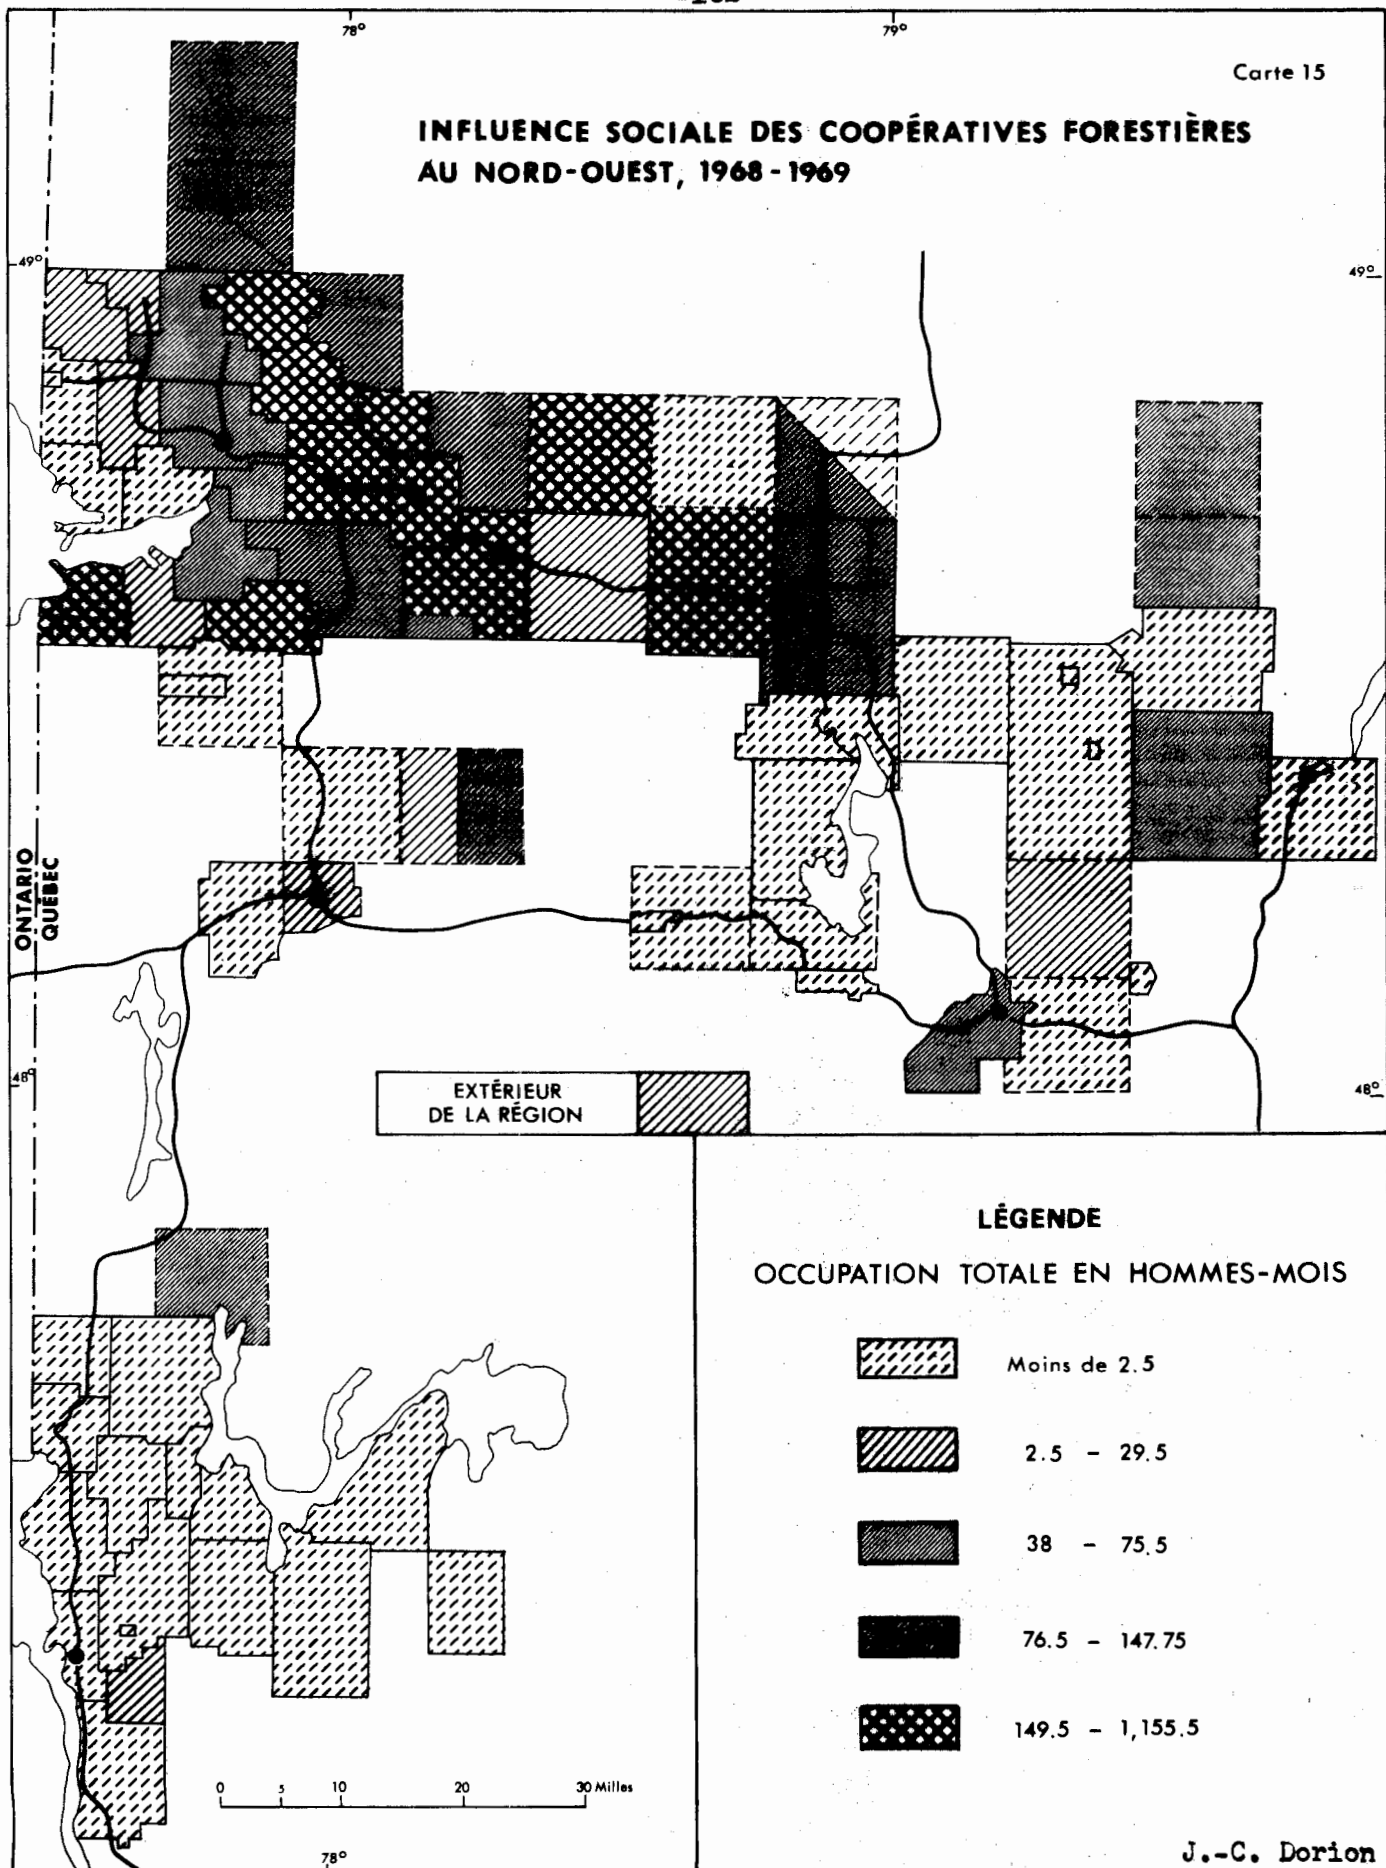 78°
79°
Carte 15
INFLUENCE SOCIALE DES COOPÉRATIVES FORESTIÈRES
AU NORD-OUEST, 1968-1969
49°
49°
ONTARIO
QUÉBEC
48°
48°
EXTÉRIEUR
DE LA RÉGION
LÉGENDE
OCCUPATION TOTALE EN HOMMES-MOIS
Moins de 2.5
2.5 - 29.5
38 - 75.5
76.5 - 147.75
149.5 - 1,155.5
0 5 10 20 30 Milles
78°
J.-C. Dorion